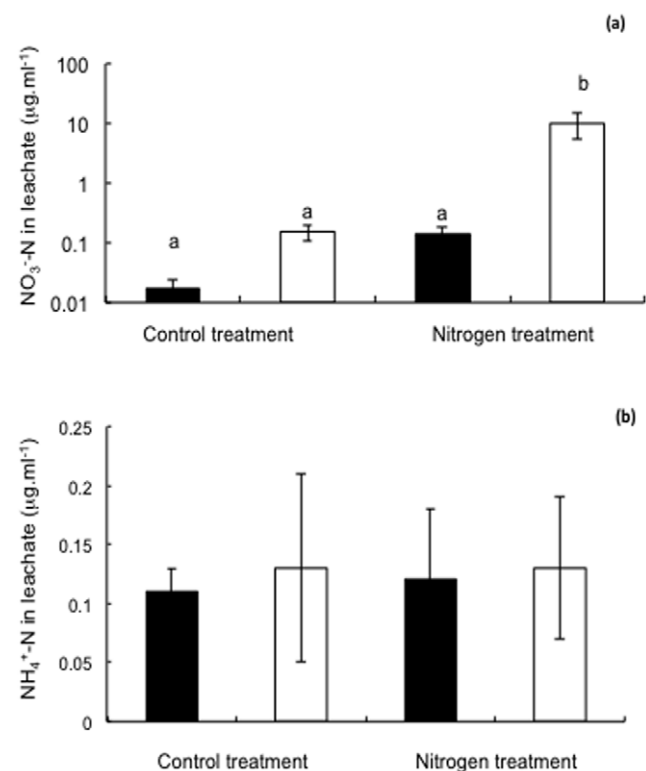 (a)
NO₃⁻-N in leachate (µg.ml⁻¹)
100
10
1
0.1
0.01
a
a
a
b
Control treatment
Nitrogen treatment
(b)
NH₄⁺-N in leachate (µg.ml⁻¹)
0.25
0.2
0.15
0.1
0.05
0
Control treatment
Nitrogen treatment